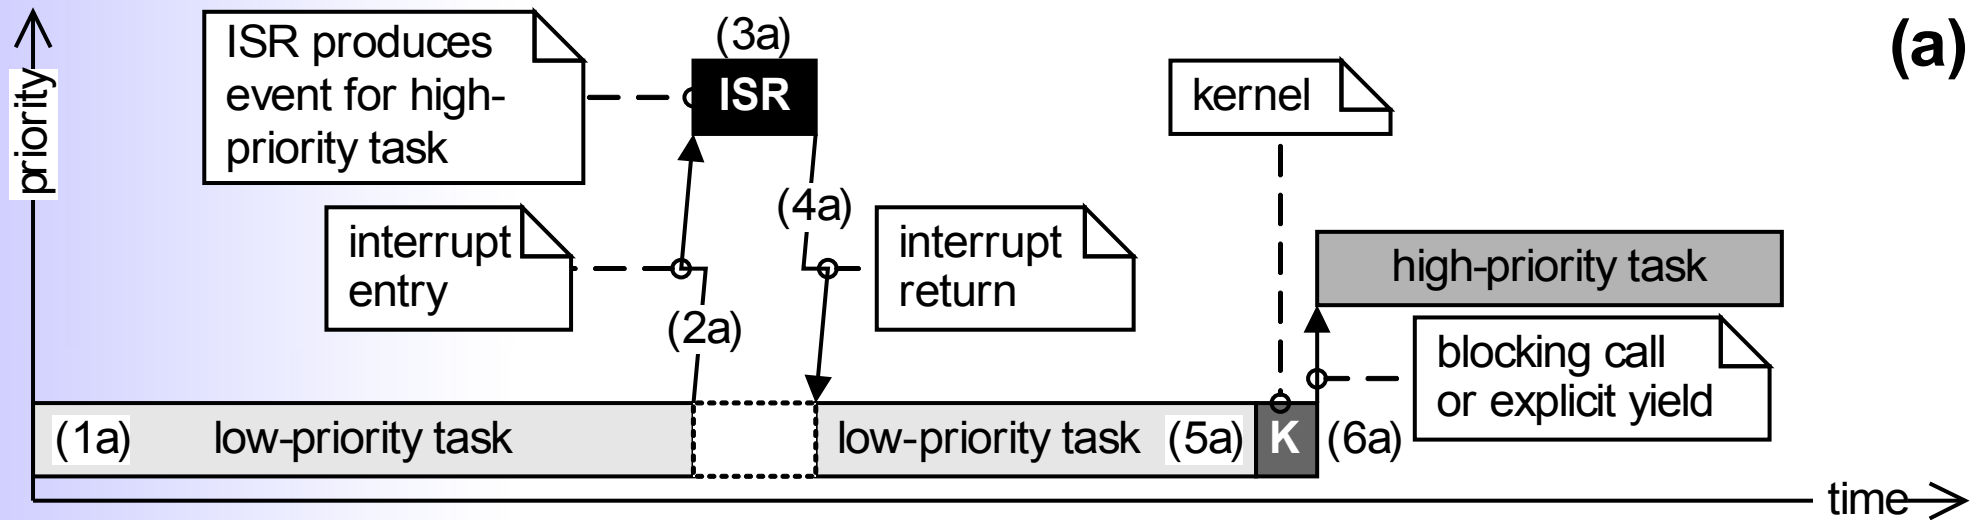 (a)
priority
ISR produces
event for high-
priority task
(3a)
ISR
kernel
interrupt
entry
(2a)
(4a)
interrupt
return
high-priority task
blocking call
or explicit yield
(1a) low-priority task
low-priority task (5a) K (6a)
time